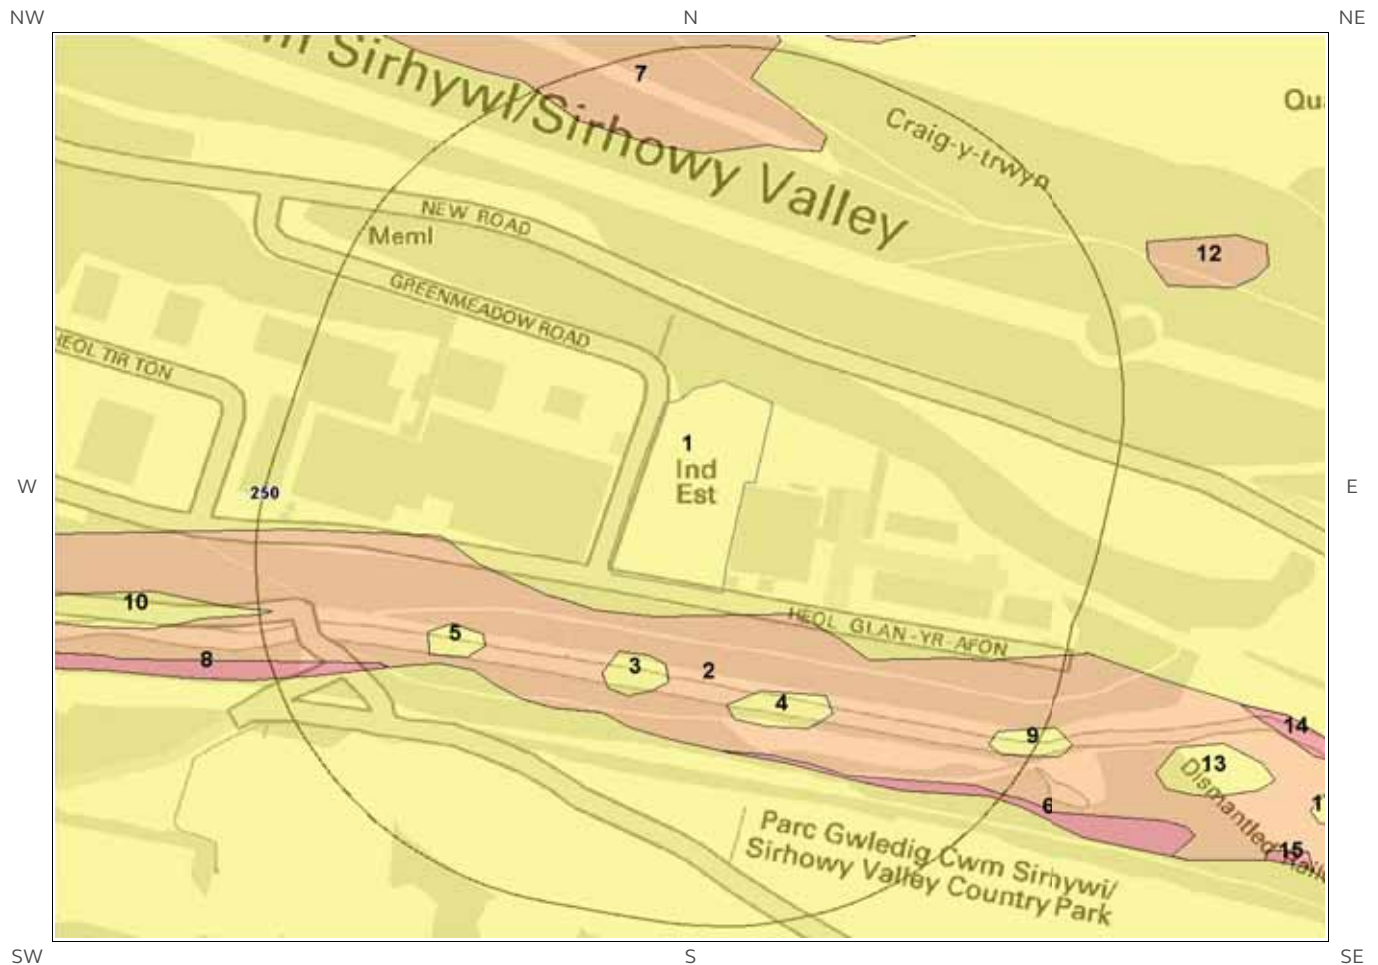 NW N NE
7
Sirhywi/Sirhowy Valley
Craig-y-trwyn
NEW ROAD
Meml
12
GREENMEADOW ROAD
HEOL TIR TON
1
Ind
Est
W
E
250
10
5
HEOL GLAN-YR-AFON
8
3
2
4
9
14
13
Dismantled
6
15
Parc Gwledig Cwm Sirhywi/
Sirhowy Valley Country Park
SW S SE